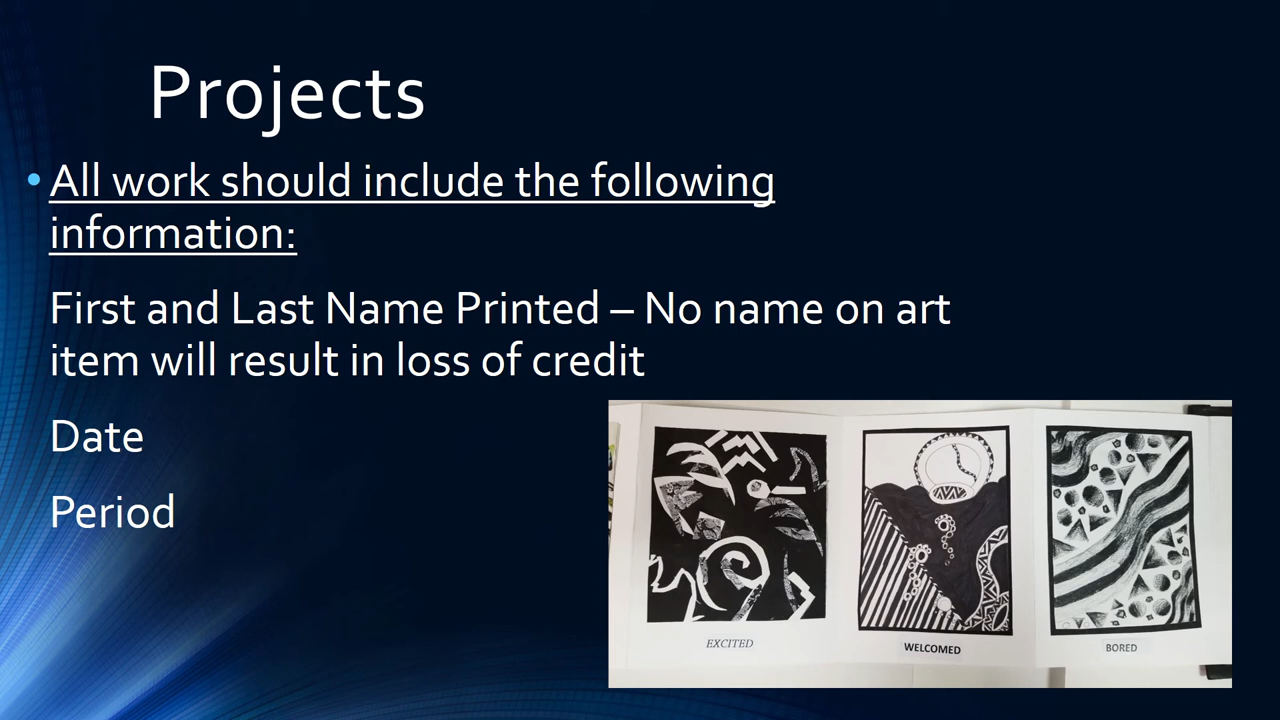 Projects
• All work should include the following
information:
First and Last Name Printed – No name on art
item will result in loss of credit
Date
Period
EXCITED
WELCOMED
BORED